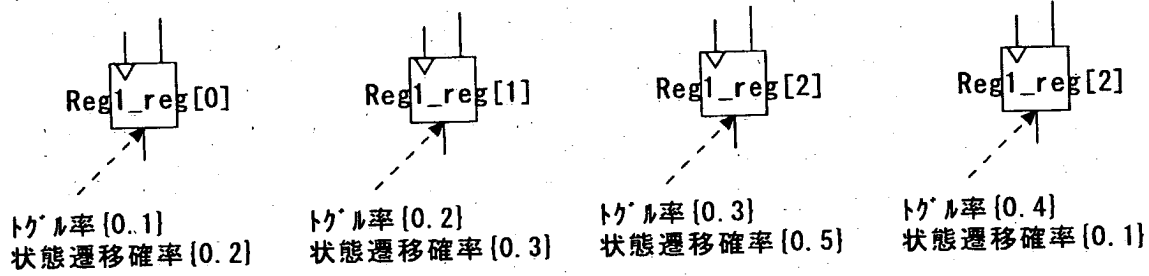 Reg1_reg[0]
Reg1_reg[1]
Reg1_reg[2]
Reg1_reg[2]
ﾄｸﾞﾙ率{0.1}
状態遷移確率{0.2}
ﾄｸﾞﾙ率{0.2}
状態遷移確率{0.3}
ﾄｸﾞﾙ率{0.3}
状態遷移確率{0.5}
ﾄｸﾞﾙ率{0.4}
状態遷移確率{0.1}